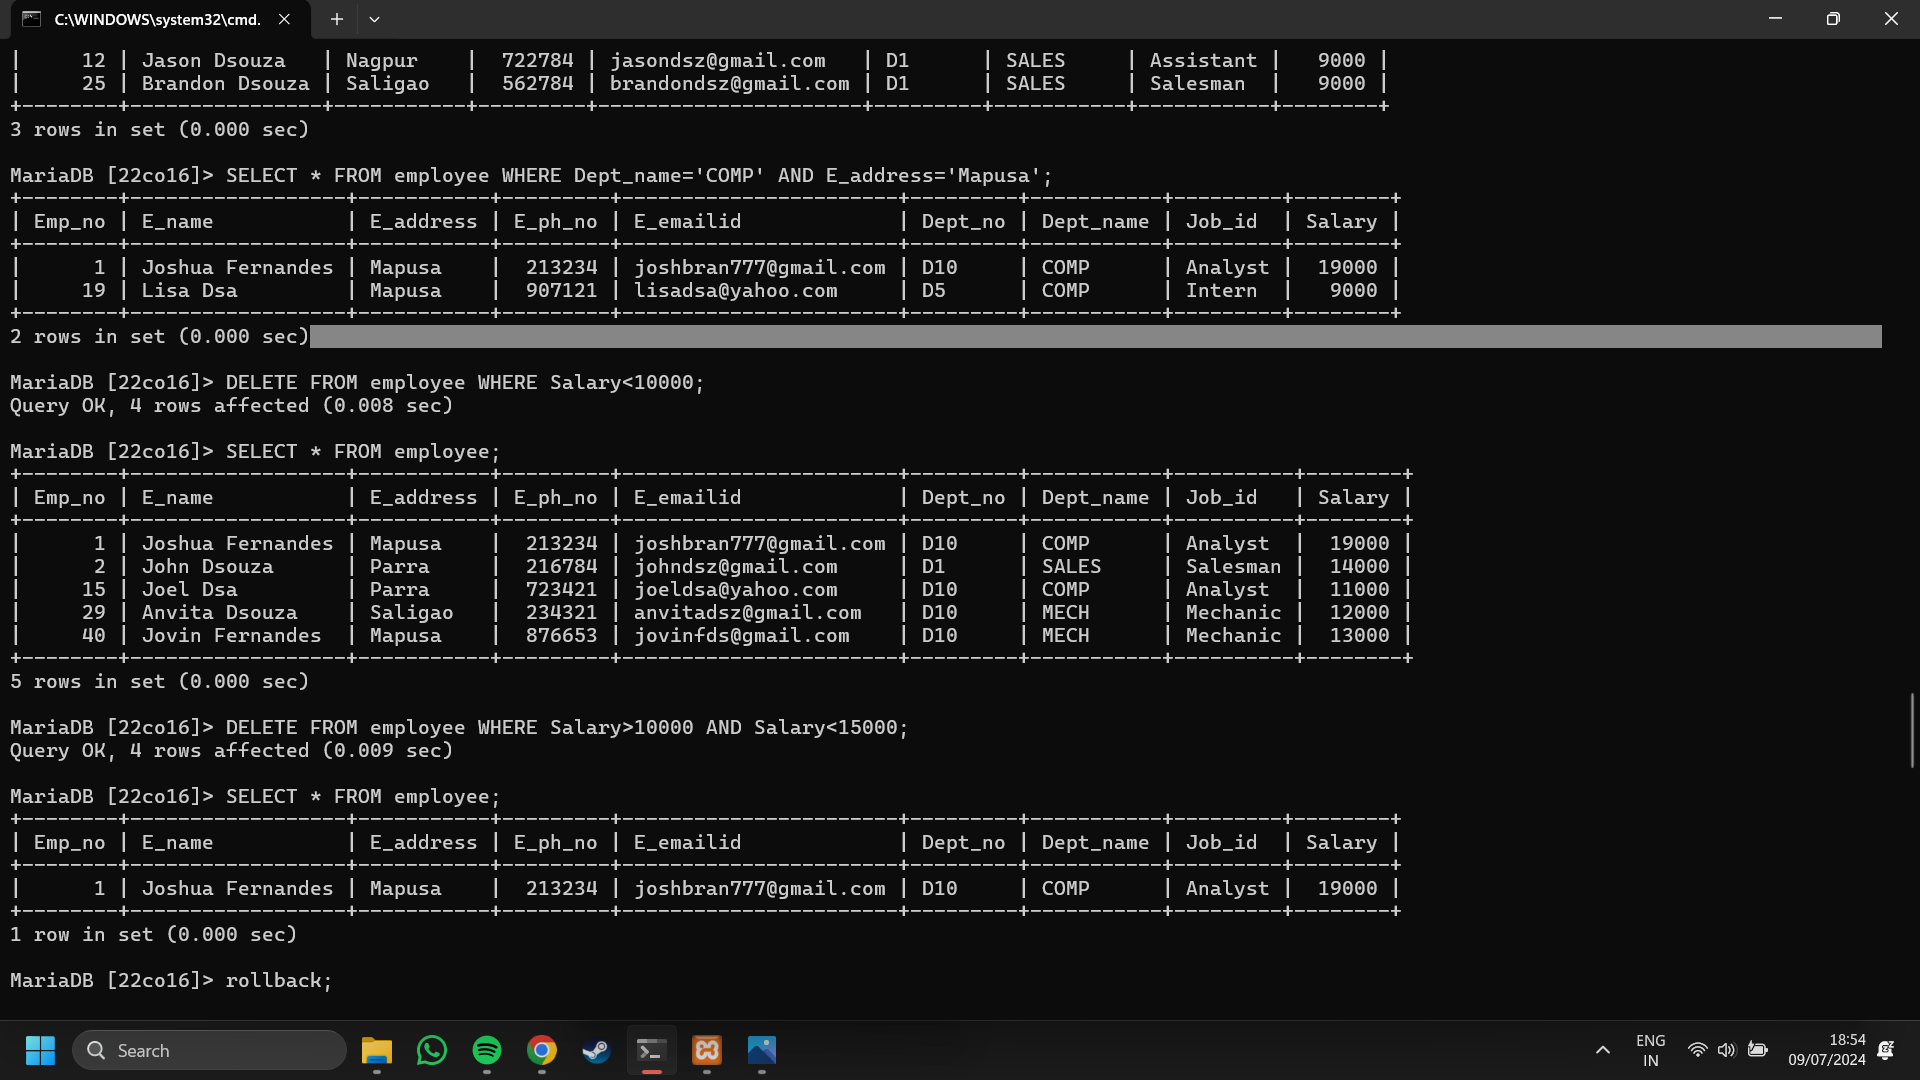 C:\WINDOWS\system32\cmd.
|     12 | Jason Dsouza   | Nagpur    |  722784 | jasondsz@gmail.com   | D1      | SALES     | Assistant |   9000 |
|     25 | Brandon Dsouza | Saligao   |  562784 | brandondsz@gmail.com | D1      | SALES     | Salesman  |   9000 |
+--------+----------------+-----------+---------+----------------------+---------+-----------+-----------+--------+
3 rows in set (0.000 sec)
MariaDB [22co16]> SELECT * FROM employee WHERE Dept_name='COMP' AND E_address='Mapusa';
+--------+------------------+-----------+---------+-----------------------+---------+-----------+---------+--------+
| Emp_no | E_name           | E_address | E_ph_no | E_emailid             | Dept_no | Dept_name | Job_id  | Salary |
+--------+------------------+-----------+---------+-----------------------+---------+-----------+---------+--------+
|      1 | Joshua Fernandes | Mapusa    |  213234 | joshbran777@gmail.com | D10     | COMP      | Analyst |  19000 |
|     19 | Lisa Dsa         | Mapusa    |  907121 | lisadsa@yahoo.com     | D5      | COMP      | Intern  |   9000 |
+--------+------------------+-----------+---------+-----------------------+---------+-----------+---------+--------+
2 rows in set (0.000 sec)
MariaDB [22co16]> DELETE FROM employee WHERE Salary<10000;
Query OK, 4 rows affected (0.008 sec)
MariaDB [22co16]> SELECT * FROM employee;
+--------+------------------+-----------+---------+-----------------------+---------+-----------+----------+--------+
| Emp_no | E_name           | E_address | E_ph_no | E_emailid             | Dept_no | Dept_name | Job_id   | Salary |
+--------+------------------+-----------+---------+-----------------------+---------+-----------+----------+--------+
|      1 | Joshua Fernandes | Mapusa    |  213234 | joshbran777@gmail.com | D10     | COMP      | Analyst  |  19000 |
|      2 | John Dsouza      | Parra     |  216784 | johndsz@gmail.com     | D1      | SALES     | Salesman |  14000 |
|     15 | Joel Dsa         | Parra     |  723421 | joeldsa@yahoo.com     | D10     | COMP      | Analyst  |  11000 |
|     29 | Anvita Dsouza    | Saligao   |  234321 | anvitadsz@gmail.com   | D10     | MECH      | Mechanic |  12000 |
|     40 | Jovin Fernandes  | Mapusa    |  876653 | jovinfds@gmail.com    | D10     | MECH      | Mechanic |  13000 |
+--------+------------------+-----------+---------+-----------------------+---------+-----------+----------+--------+
5 rows in set (0.000 sec)
MariaDB [22co16]> DELETE FROM employee WHERE Salary>10000 AND Salary<15000;
Query OK, 4 rows affected (0.009 sec)
MariaDB [22co16]> SELECT * FROM employee;
+--------+------------------+-----------+---------+-----------------------+---------+-----------+---------+--------+
| Emp_no | E_name           | E_address | E_ph_no | E_emailid             | Dept_no | Dept_name | Job_id  | Salary |
+--------+------------------+-----------+---------+-----------------------+---------+-----------+---------+--------+
|      1 | Joshua Fernandes | Mapusa    |  213234 | joshbran777@gmail.com | D10     | COMP      | Analyst |  19000 |
+--------+------------------+-----------+---------+-----------------------+---------+-----------+---------+--------+
1 row in set (0.000 sec)
MariaDB [22co16]> rollback;
Search
ENG
IN
18:54
09/07/2024